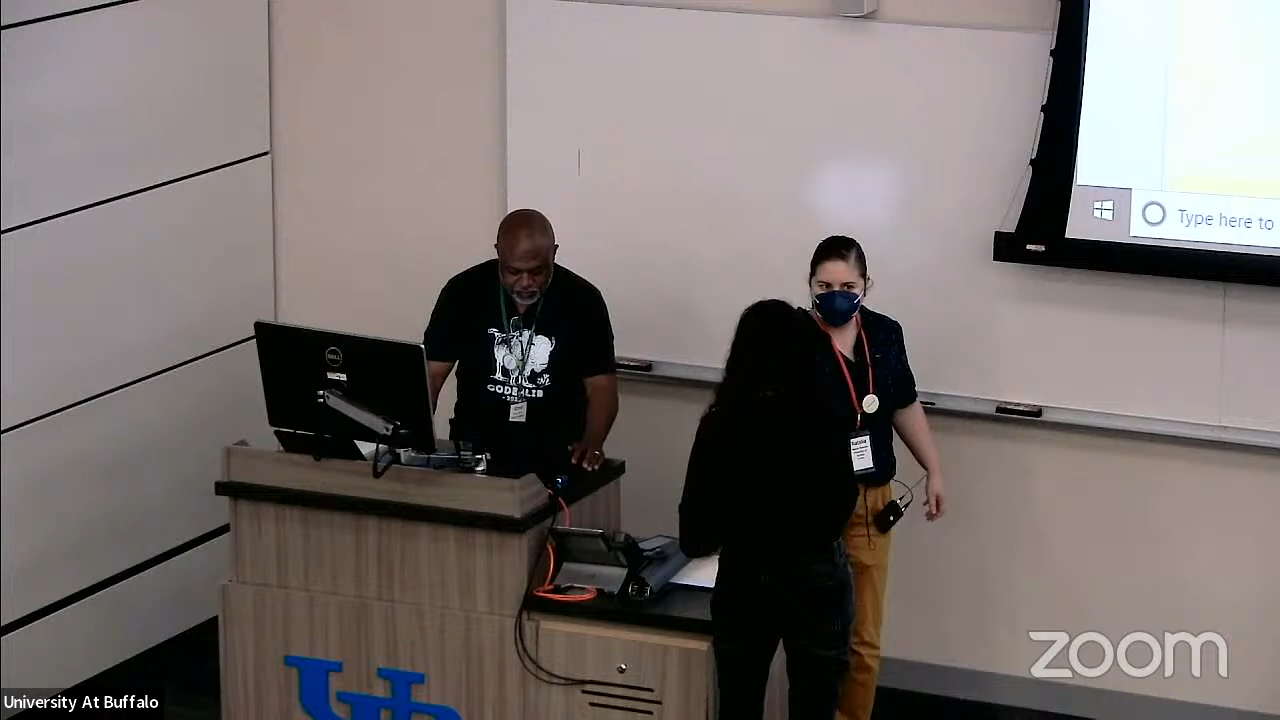 Type here to
DELL
CODE4LIB
UB
zoom
University At Buffalo